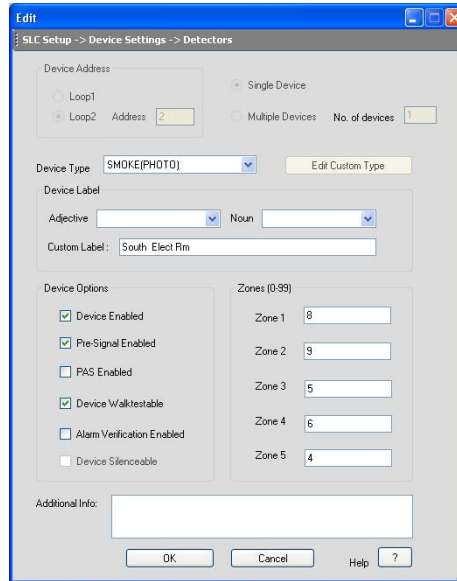 Edit
SLC Setup -> Device Settings -> Detectors
Device Address
Loop1
Loop2 Address 2
Single Device
Multiple Devices No. of devices 1
Device Type SMOKE(PHOTO) Edit Custom Type
Device Label
Adjective Noun
Custom Label : South Elect Rm
Device Options
Device Enabled
Pre-Signal Enabled
PAS Enabled
Device Walktestable
Alarm Verification Enabled
Device Silenceable
Zones (0-99)
Zone 1 8
Zone 2 9
Zone 3 5
Zone 4 6
Zone 5 4
Additional Info:
OK Cancel Help ?